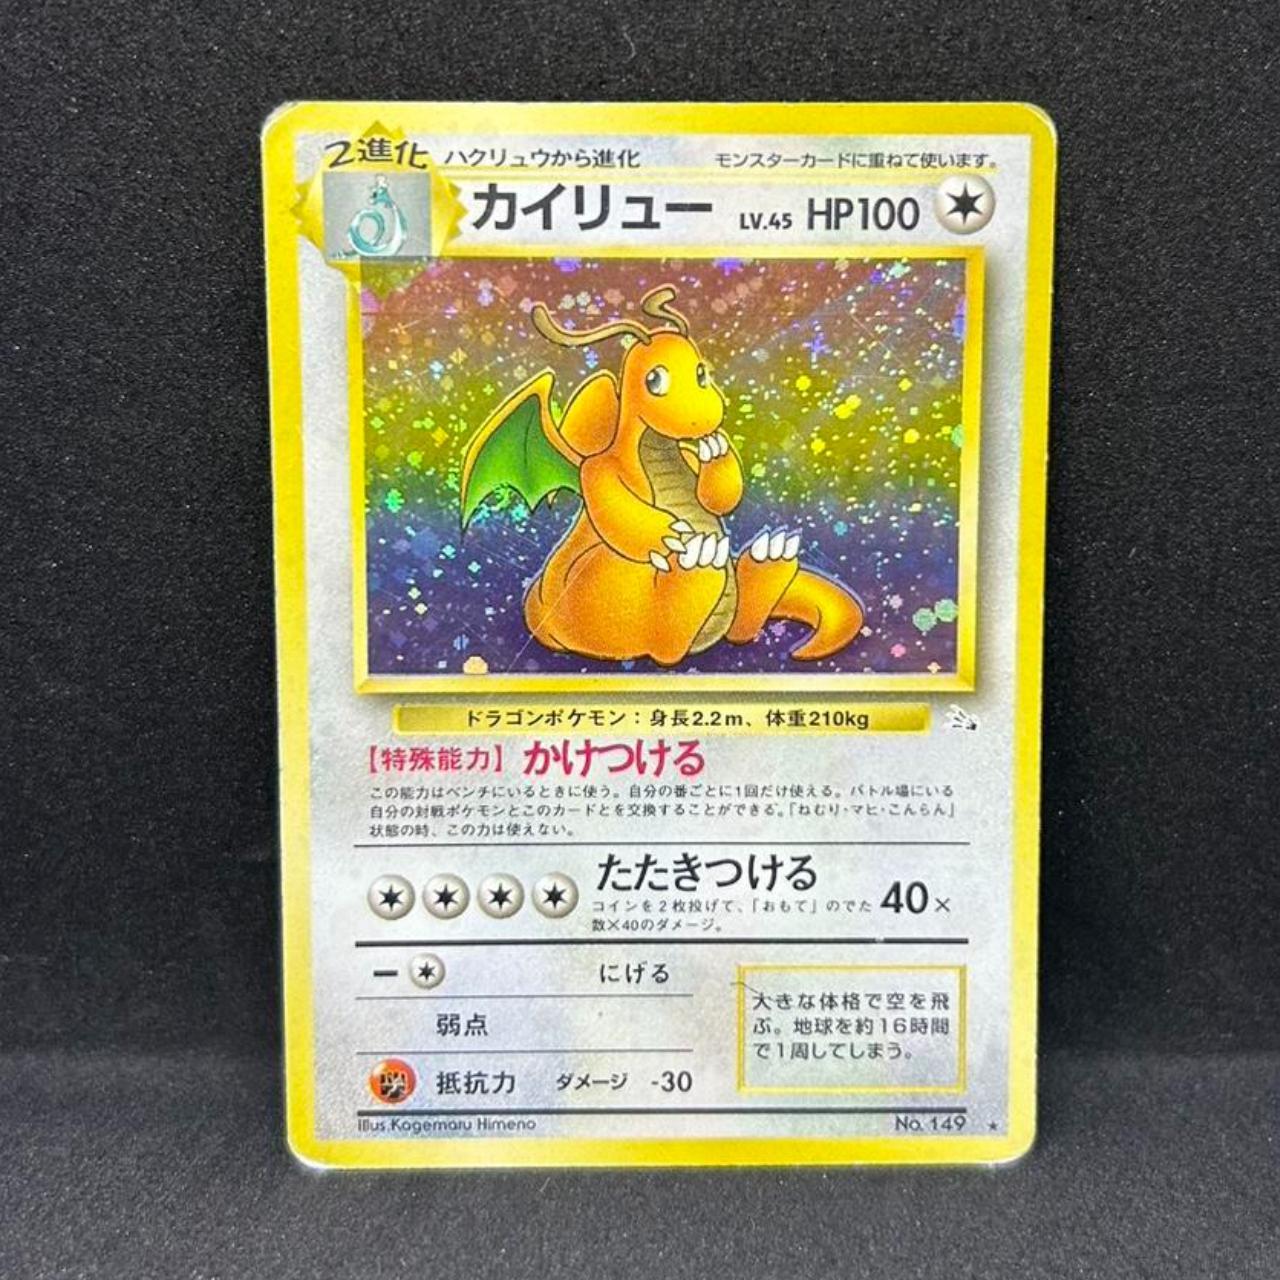 2進化 ハクリュウから進化 モンスターカードに重ねて使います。
カイリュー LV.45 HP100
ドラゴンポケモン：身長2.2m、体重210kg
【特殊能力】かけつける
この能力はベンチにいるときに使う。自分の番ごとに1回だけ使える。バトル場にいる
自分の対戦ポケモンとこのカードとを交換することができる。「ねむり・マヒ・こんらん」
状態の時、この力は使えない。
たたきつける
コインを2枚投げて、「おもて」のでた
数×40のダメージ。
40×
ー にげる
弱点
抵抗力 ダメージ -30
大きな体格で空を飛
ぶ。地球を約16時間
で1周してしまう。
Illus.Kagemaru Himeno
No. 149 ★